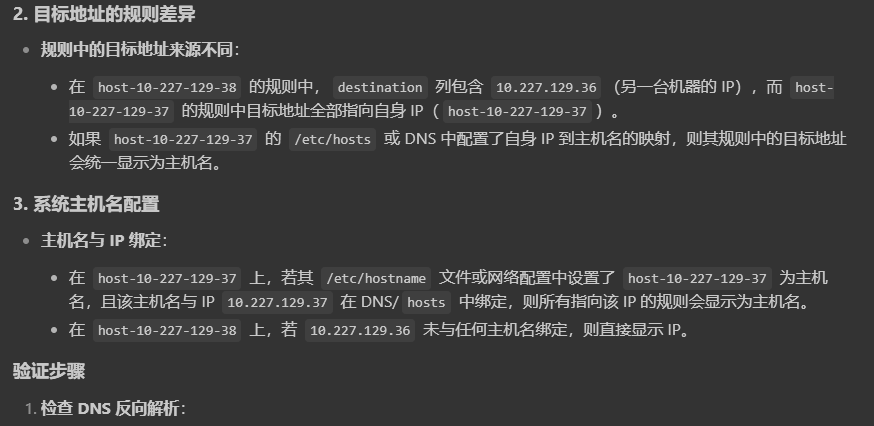 2. 目标地址的规则差异
规则中的目标地址来源不同：
在 host-10-227-129-38 的规则中， destination 列包含 10.227.129.36 （另一台机器的 IP），而 host-
10-227-129-37 的规则中目标地址全部指向自身 IP（ host-10-227-129-37 ）。
如果 host-10-227-129-37 的 /etc/hosts 或 DNS 中配置了自身 IP 到主机名的映射，则其规则中的目标地址
会统一显示为主机名。
3. 系统主机名配置
主机名与 IP 绑定：
在 host-10-227-129-37 上，若其 /etc/hostname 文件或网络配置中设置了 host-10-227-129-37 为主机
名，且该主机名与 IP 10.227.129.37 在 DNS/ hosts 中绑定，则所有指向该 IP 的规则会显示为主机名。
在 host-10-227-129-38 上，若 10.227.129.36 未与任何主机名绑定，则直接显示 IP。
验证步骤
1. 检查 DNS 反向解析：